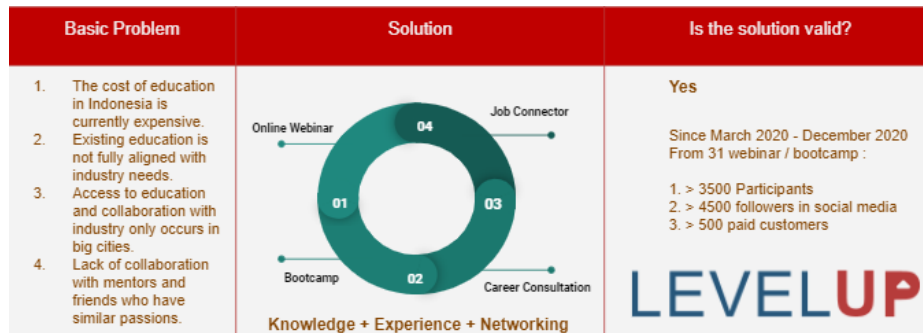 Basic Problem
Solution
Is the solution valid?
1. The cost of education
in Indonesia is
currently expensive.
2. Existing education is
not fully aligned with
industry needs.
3. Access to education
and collaboration with
industry only occurs in
big cities.
4. Lack of collaboration
with mentors and
friends who have
similar passions.
Online Webinar
Job Connector
04
01
03
02
Bootcamp
Career Consultation
Knowledge + Experience + Networking
Yes
Since March 2020 - December 2020
From 31 webinar / bootcamp :
1. > 3500 Participants
2. > 4500 followers in social media
3. > 500 paid customers
LEVELUP